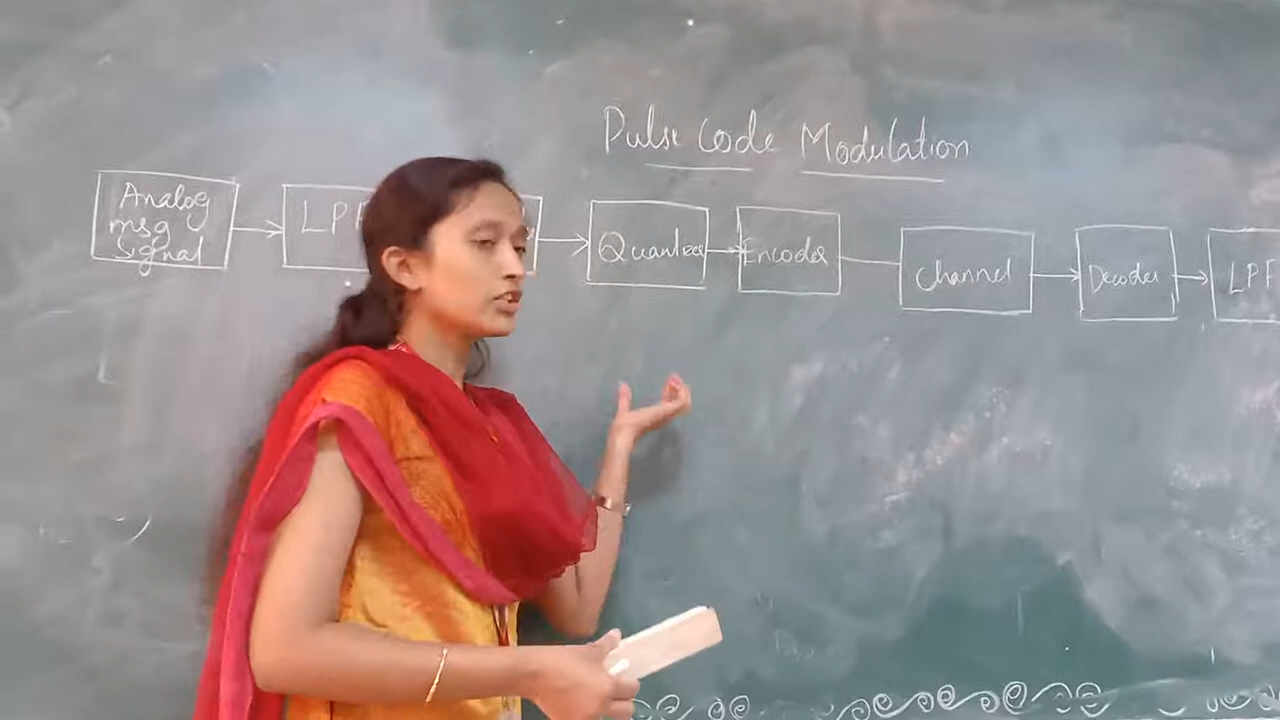 Pulse Code Modulation
Analog
msg
signal
LPF
Quantizer
Encoder
Channel
Decoder
LPF